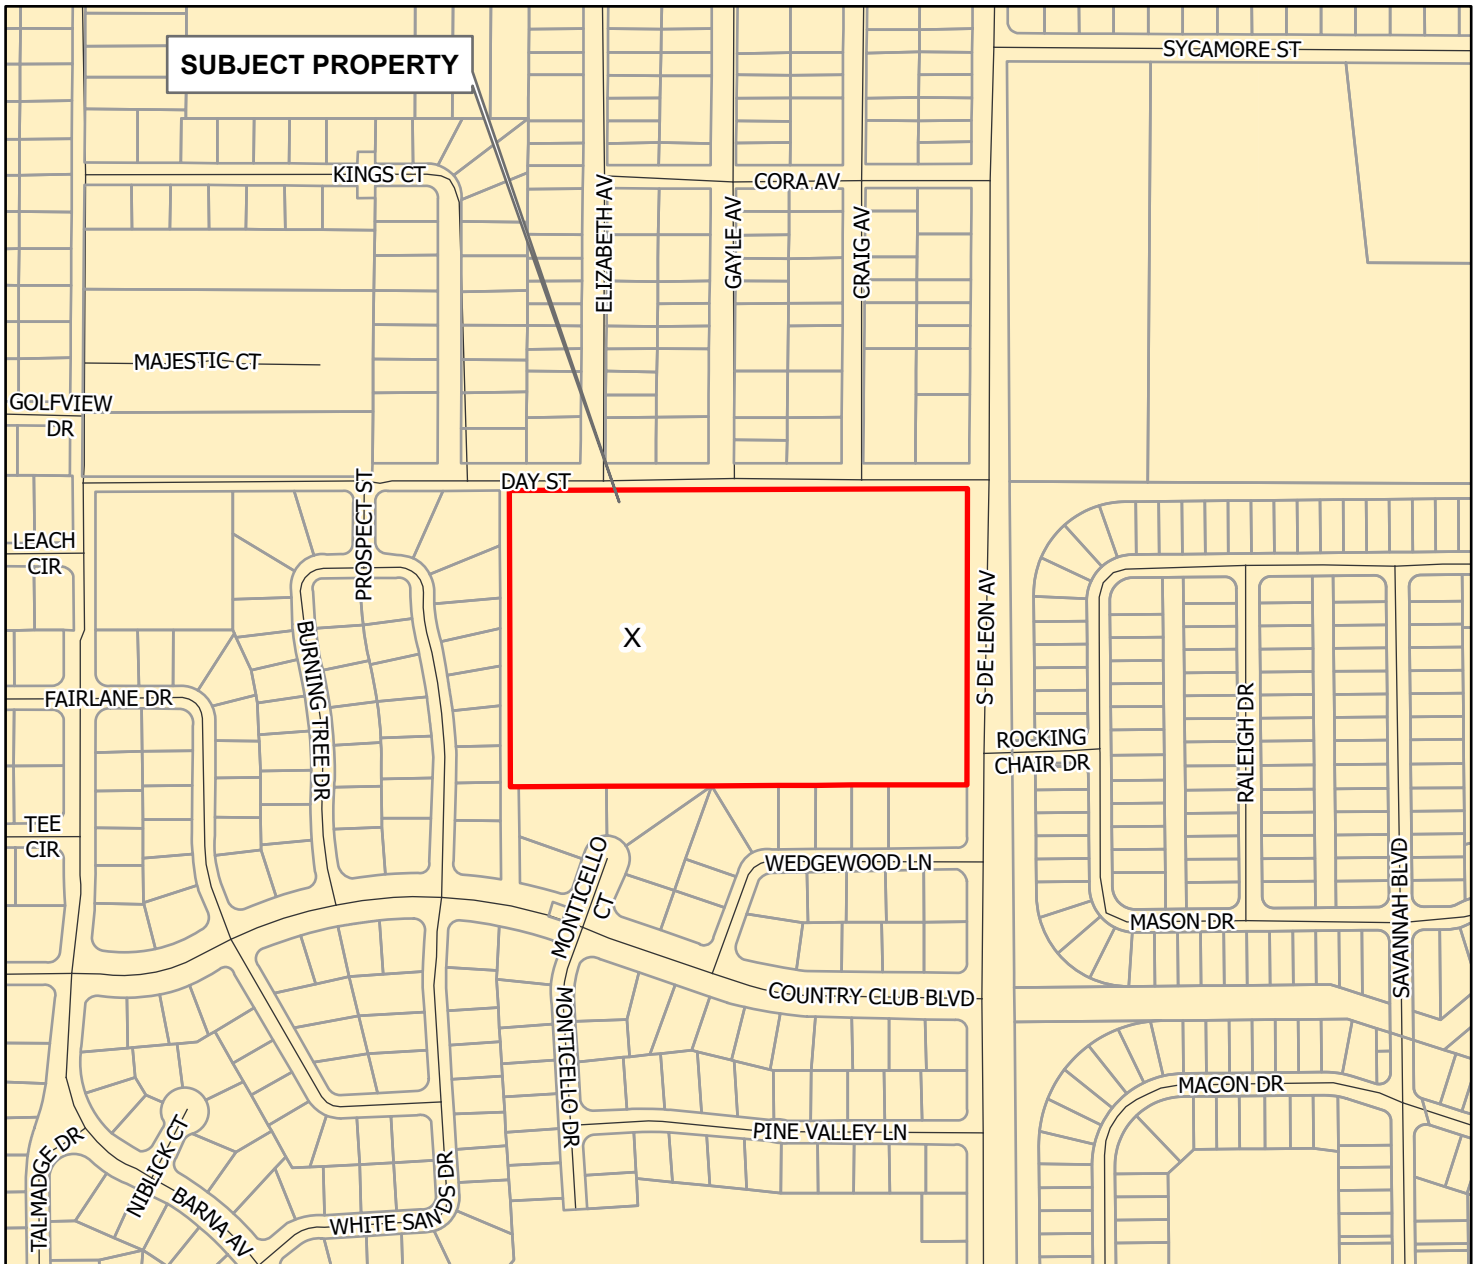 SYCAMORE ST
SUBJECT PROPERTY
KINGS CT
CORA AV
ELIZABETH AV
GAYLE AV
CRAIG AV
MAJESTIC CT
GOLFVIEW
DR
DAY ST
PROSPECT ST
LEACH
CIR
BURNING TREE DR
X
S DE LEON AV
FAIRLANE DR
RALEIGH DR
ROCKING
CHAIR DR
TEE
CIR
MONTICELLO
CT
WEDGEWOOD LN
SAVANNAH BLVD
MASON DR
COUNTRY CLUB BLVD
MONTICELLO DR
MACON DR
PINE VALLEY LN
TALMADGE DR
NIBLICK CT
BARNA AV
WHITE SANDS DR